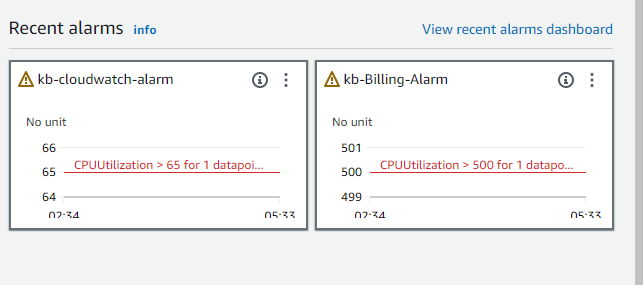 Recent alarms info
View recent alarms dashboard
kb-cloudwatch-alarm
No unit
66
CPUUtilization > 65 for 1 datapoi...
65
64
02:34 05:33
kb-Billing-Alarm
No unit
501
CPUUtilization > 500 for 1 datapo...
500
499
02:34 05:33